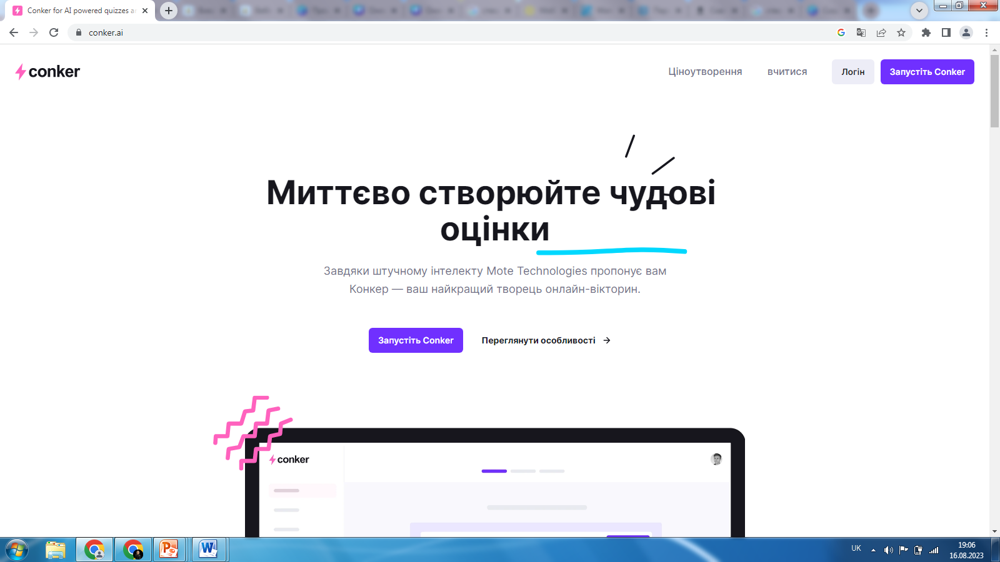 Conker for AI powered quizzes a
conker.ai
conker
Ціноутворення
вчитися
Логін
Запустіть Conker
Миттєво створюйте чудові
оцінки
Завдяки штучному інтелекту Mote Technologies пропонує вам
Конкер — ваш найкращий творець онлайн-вікторин.
Запустіть Conker
Переглянути особливості →
conker
UK
19:06
16.08.2023